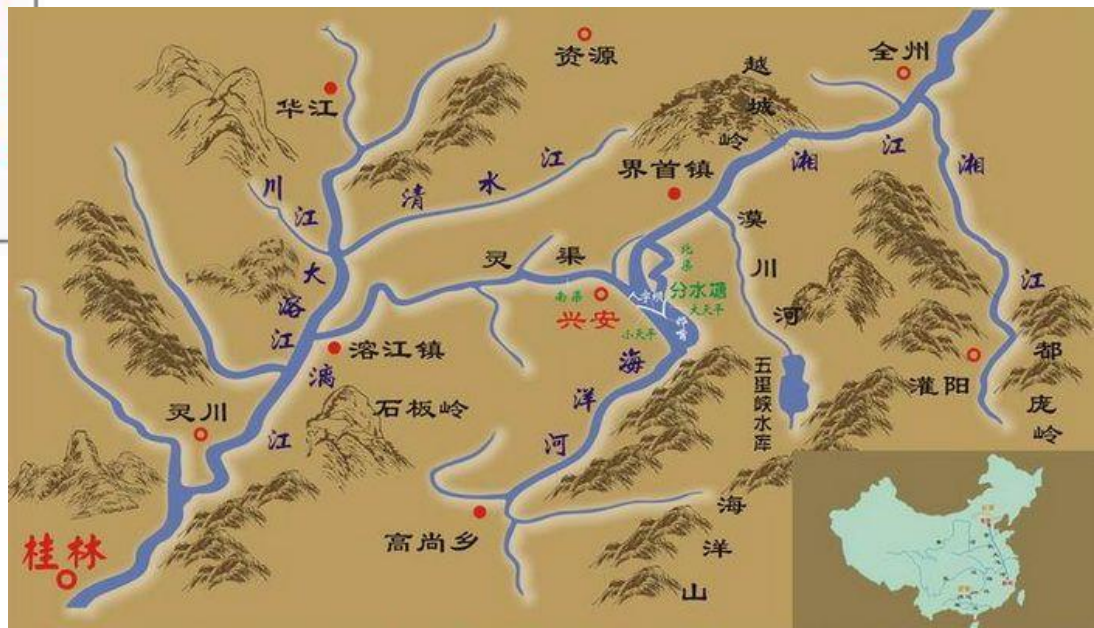 资源
全州
越城岭
华江
界首镇
湘江
湘江
川江
清水江
漠川河
灵渠
北渠
大溶江
南渠
人字坝
分水塘
大天平
兴安
小天平
铧嘴
溶江镇
漓江
海洋河
五里峡水库
灌阳
都庞岭
石板岭
灵川
高尚乡
海洋山
桂林